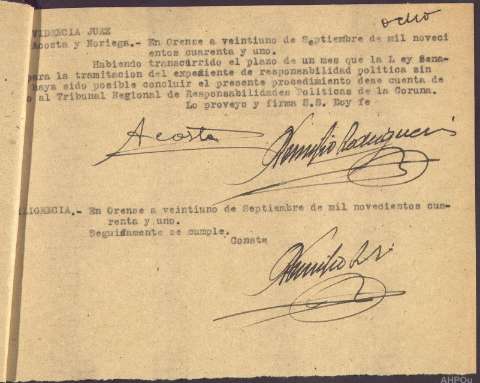 ocho
VIDENCIA JUEZ
Acosta y Noriega.- En Orense a veintiuno de Septiembre de mil noveci
entos cuarenta y uno.
Habiendo transcurrido el plazo de un mes que la L ey sena-
para la tramitacion del expediente de responsabilidad politica sin
haya sido posible concluir el presente procedimiento dese cuenta de
o al Tribunal Regional de Responsabilidades Politicas de la Coruna.
Lo proveyo y firma S.S. Doy fe
Acosta
Rodriguez
ILIGENCIA.- En Orense a veintiuno de Septiembre de mil novecientos cua-
renta y uno.
Seguidamente se cumple.
Conste
AHPOu